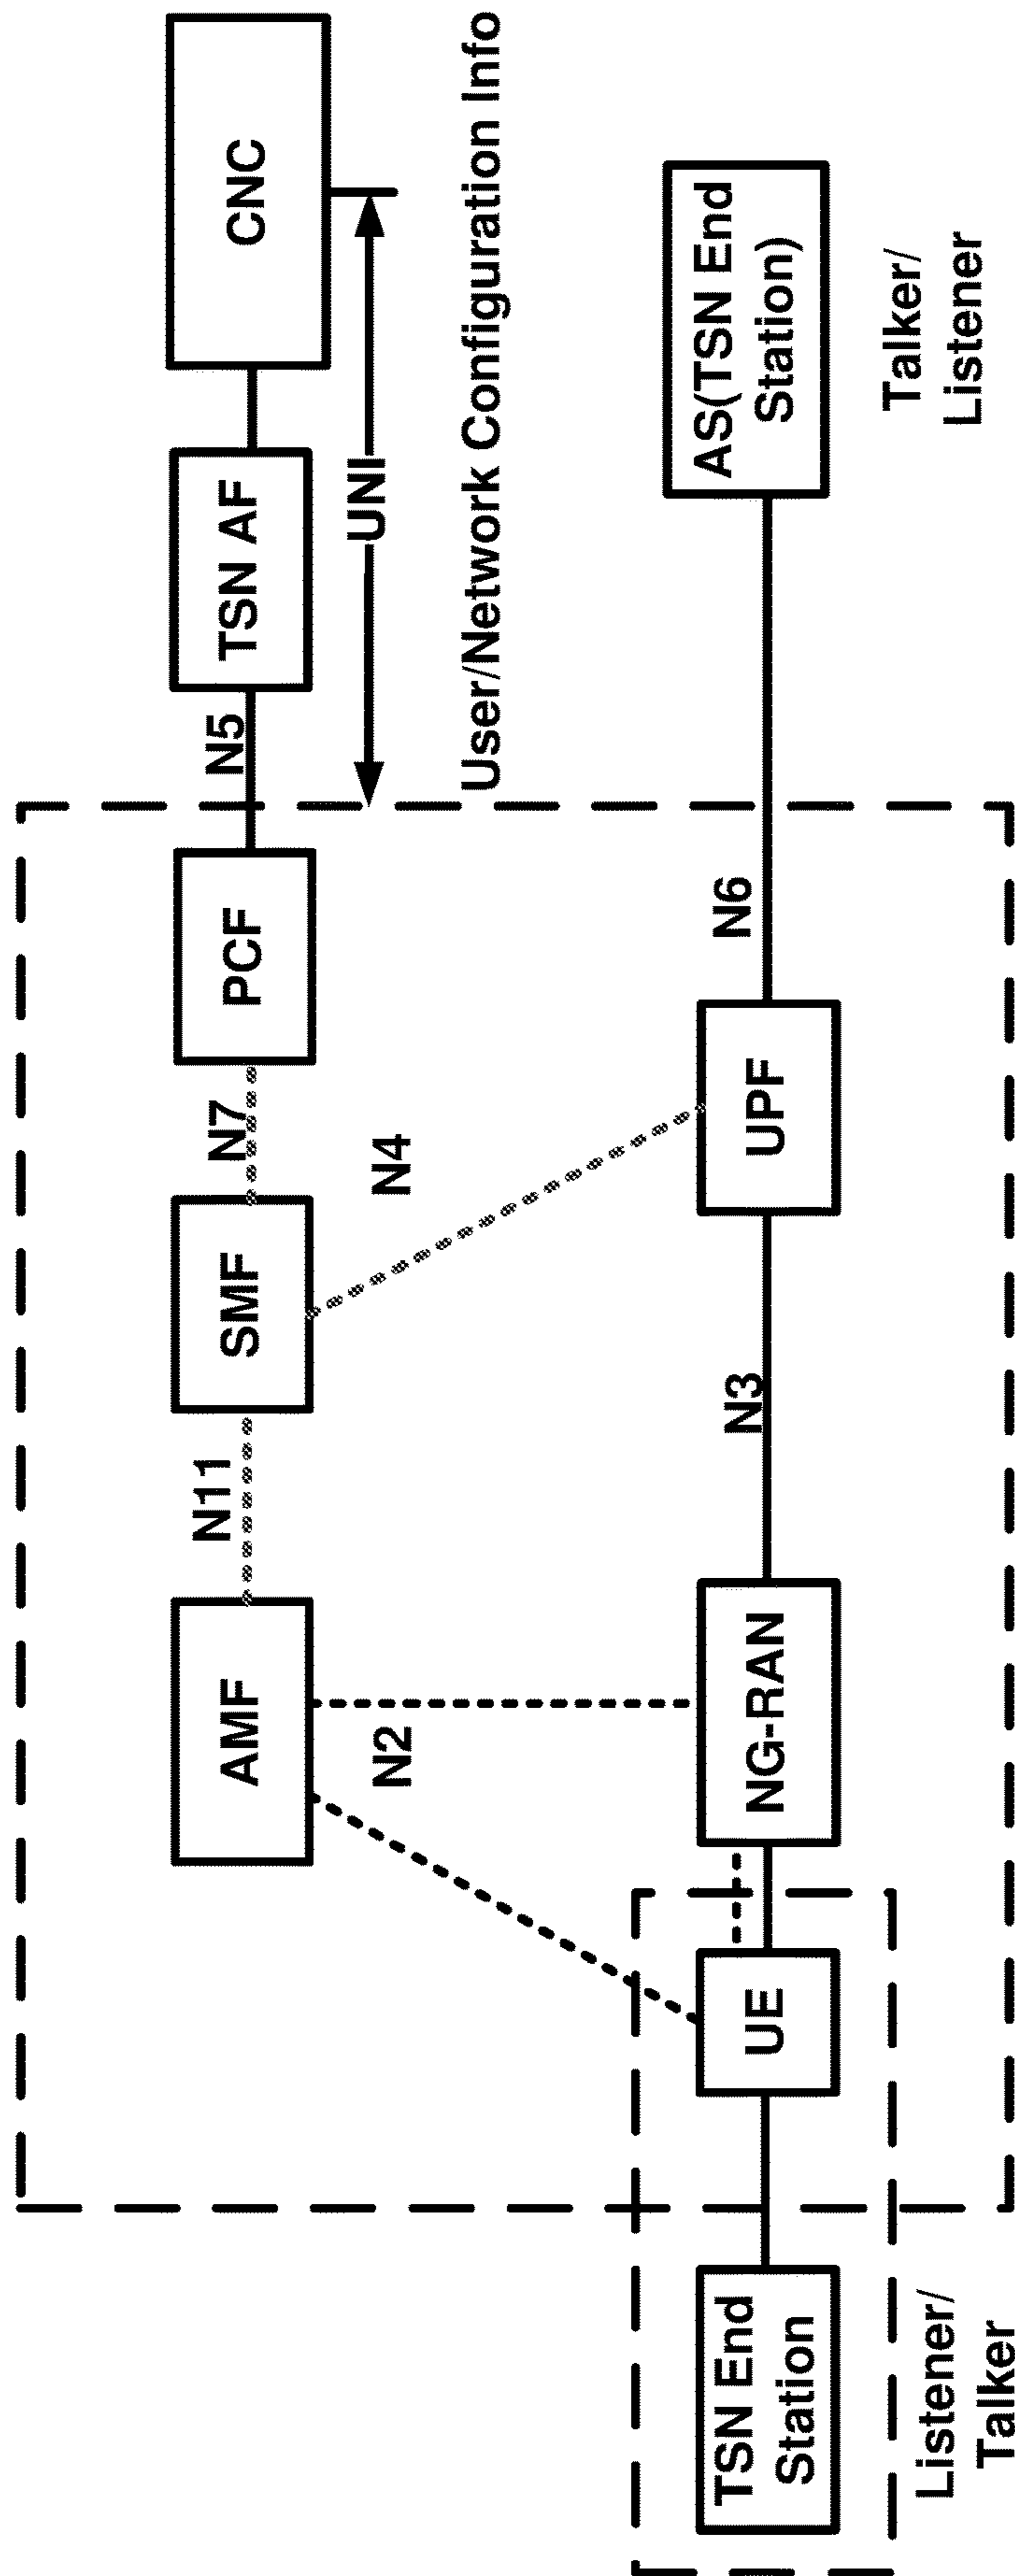 AMF
N11
SMF
N7
PCF
N5
TSN AF
CNC
N2
N4
UNI
User/Network Configuration Info
TSN End
Station
UE
NG-RAN
N3
UPF
N6
AS(TSN End
Station)
Listener/
Talker
Talker/
Listener